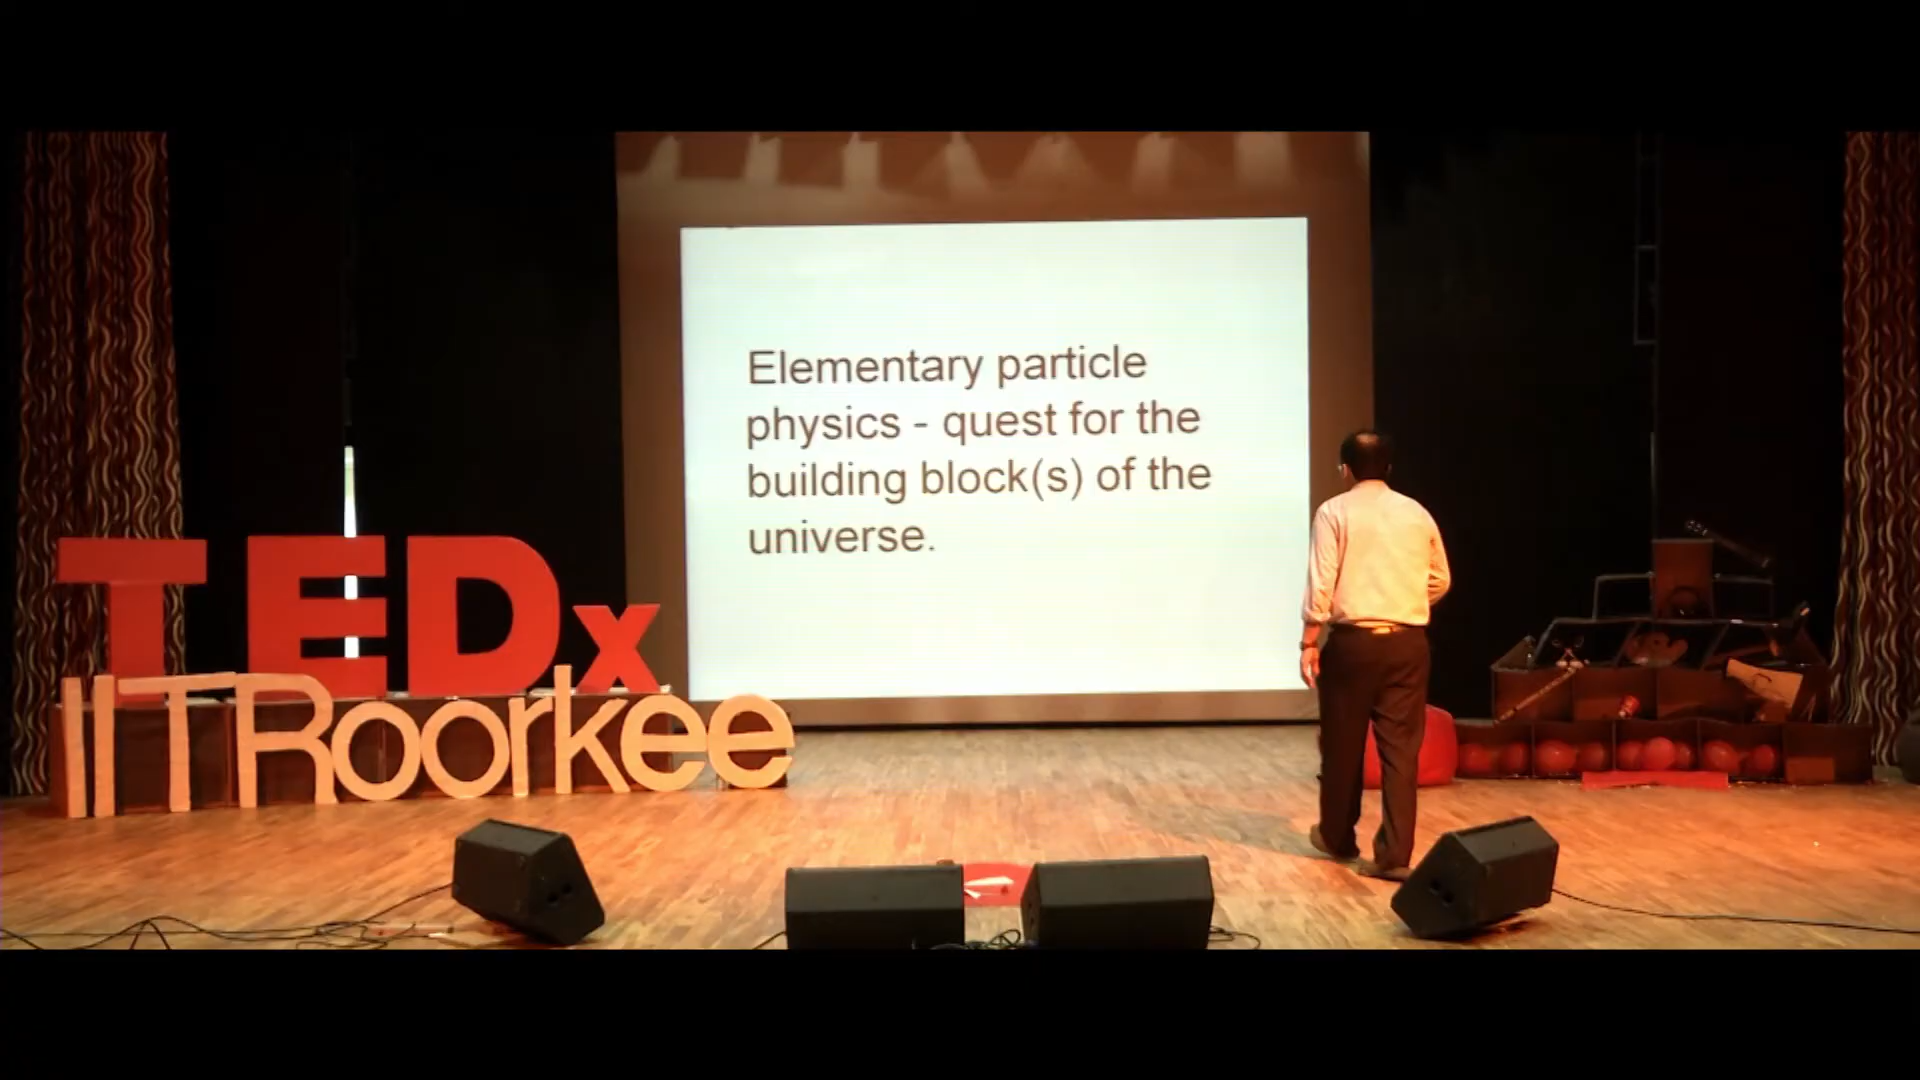 Elementary particle
physics - quest for the
building block(s) of the
universe.
TEDx
IITRoorkee